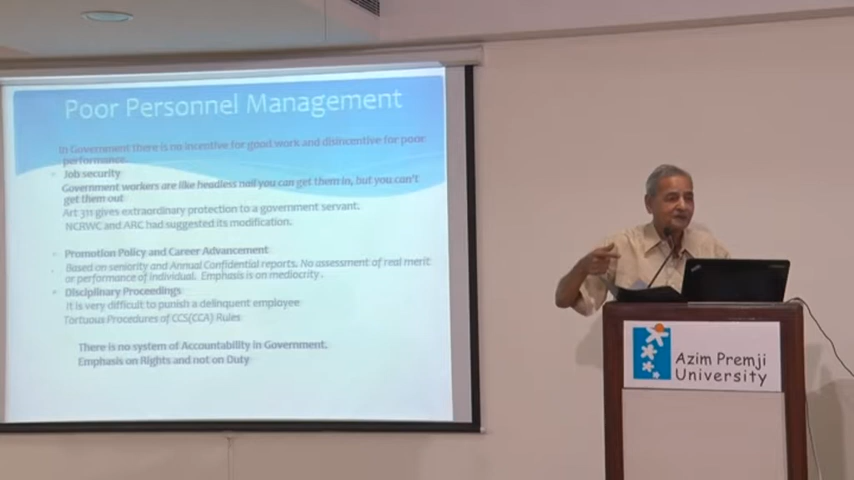 Poor Personnel Management
In Government there is no incentive for good work and disincentive for poor
performance.
Job security
Government workers are like headless nail you can get them in, but you can't
get them out
Art 311 gives extraordinary protection to a government servant.
NCRWC and ARC had suggested its modification.
Promotion Policy and Career Advancement
Based on seniority and Annual Confidential reports. No assessment of real merit
or performance of individual. Emphasis is on mediocrity.
Disciplinary Proceedings
It is very difficult to punish a delinquent employee
Tortuous Procedures of CCS(CCA) Rules
There is no system of Accountability in Government.
Emphasis on Rights and not on Duty
Azim Premji
University